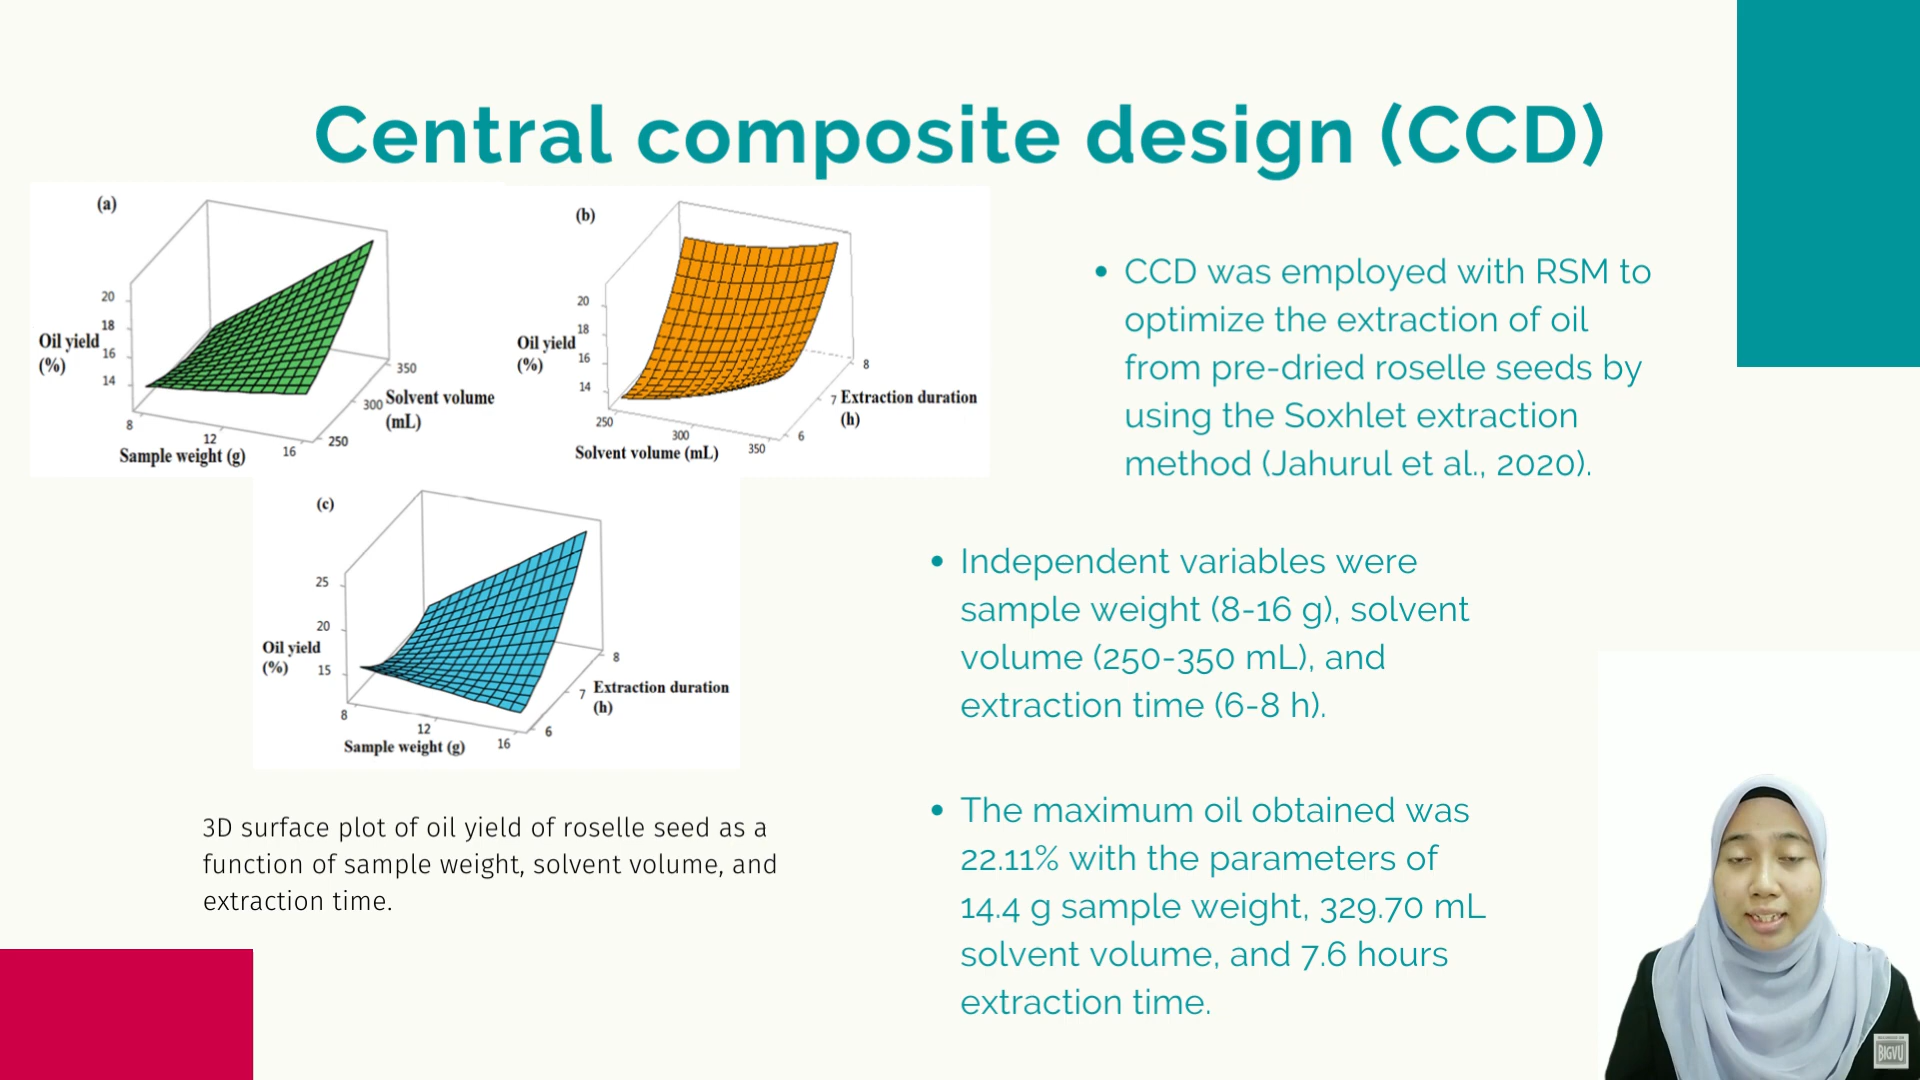 Central composite design (CCD)
(a)
20
18
16
14
Oil yield
(%)
8
12
16
Sample weight (g)
250
300
350
Solvent volume
(mL)
(b)
20
18
16
14
Oil yield
(%)
250
300
350
Solvent volume (mL)
6
7
8
Extraction duration
(h)
(c)
25
20
15
Oil yield
(%)
8
12
16
Sample weight (g)
6
7
8
Extraction duration
(h)
3D surface plot of oil yield of roselle seed as a
function of sample weight, solvent volume, and
extraction time.
• CCD was employed with RSM to
optimize the extraction of oil
from pre-dried roselle seeds by
using the Soxhlet extraction
method (Jahurul et al., 2020).
• Independent variables were
sample weight (8-16 g), solvent
volume (250-350 mL), and
extraction time (6-8 h).
• The maximum oil obtained was
22.11% with the parameters of
14.4 g sample weight, 329.70 mL
solvent volume, and 7.6 hours
extraction time.
BIGVU